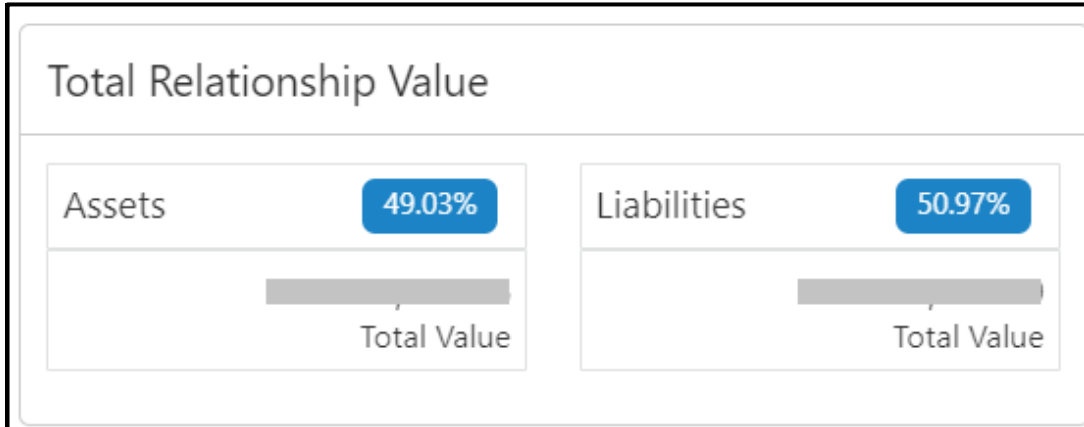 Total Relationship Value
Assets 49.03%
Total Value
Liabilities 50.97%
Total Value